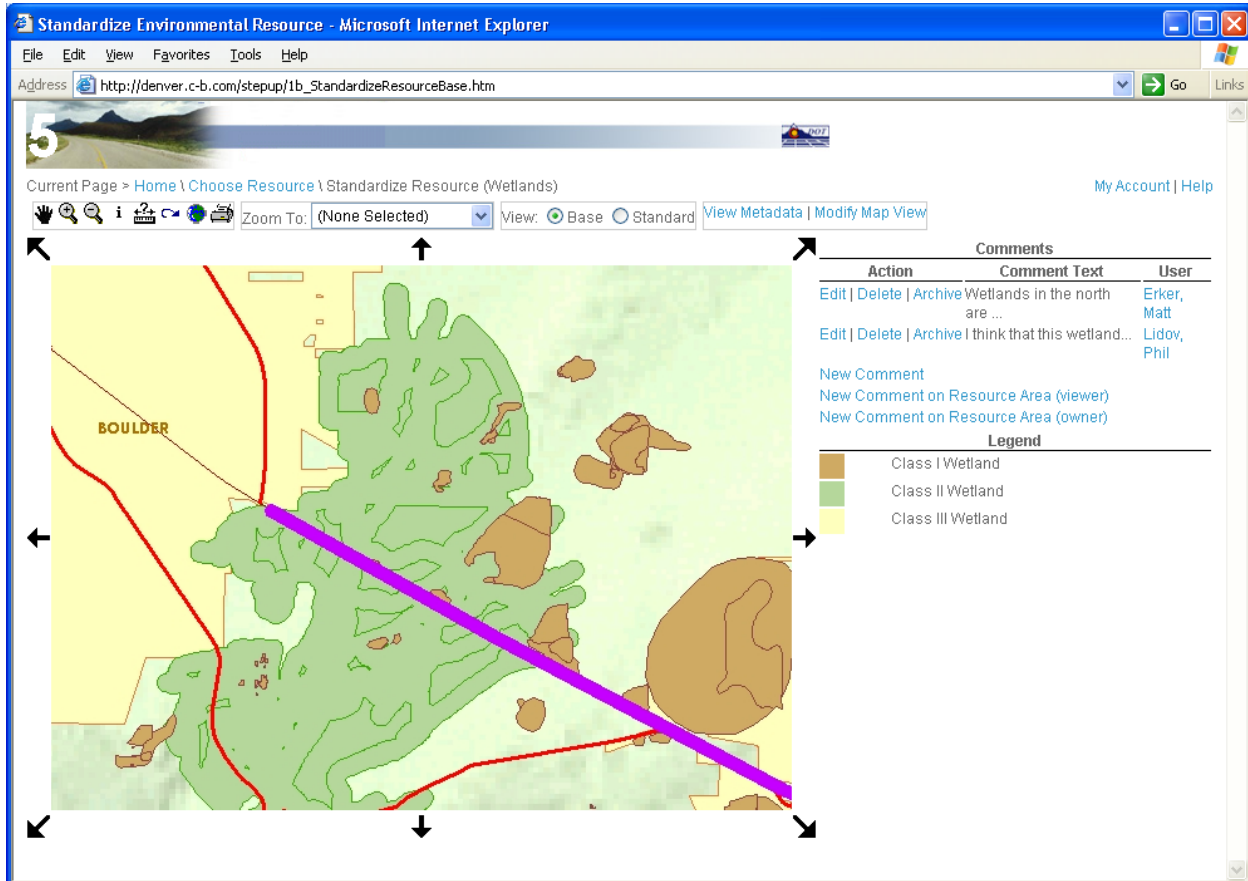 Standardize Environmental Resource - Microsoft Internet Explorer
File Edit View Favorites Tools Help
Address http://denver.c-b.com/stepup/1b_StandardizeResourceBase.htm Go Links
5
DOT
Current Page > Home \ Choose Resource \ Standardize Resource (Wetlands)
My Account | Help
i ?
Zoom To: (None Selected) View: Base Standard View Metadata | Modify Map View
BOULDER
Comments
Action Comment Text User
Edit | Delete | Archive Wetlands in the north Erker,
are ... Matt
Edit | Delete | Archive I think that this wetland... Lidov,
Phil
New Comment
New Comment on Resource Area (viewer)
New Comment on Resource Area (owner)
Legend
Class I Wetland
Class II Wetland
Class III Wetland